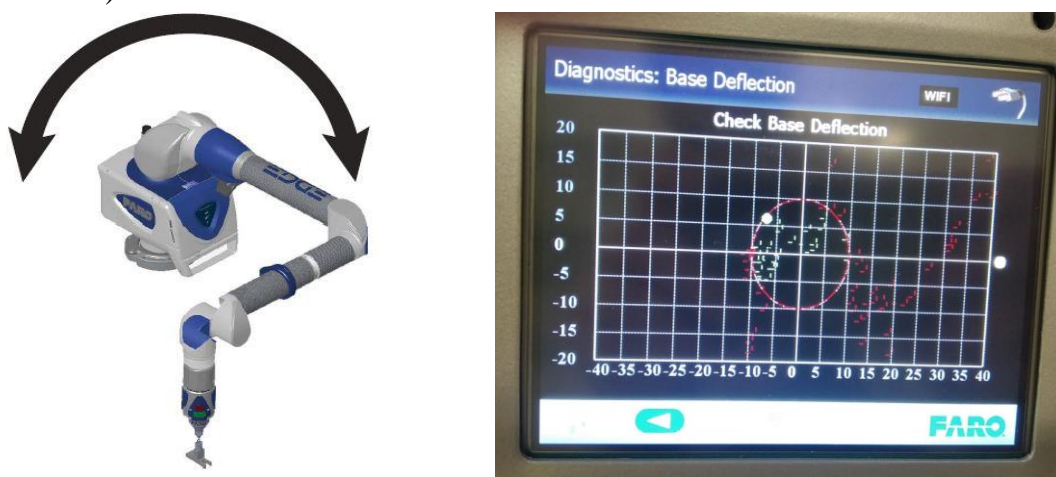 FARO
EDGE
Diagnostics: Base Deflection
WIFI
Check Base Deflection
20
15
10
5
0
-5
-10
-15
-20
-40 -35 -30 -25 -20 -15 -10 -5 0 5 10 15 20 25 30 35 40
FARO